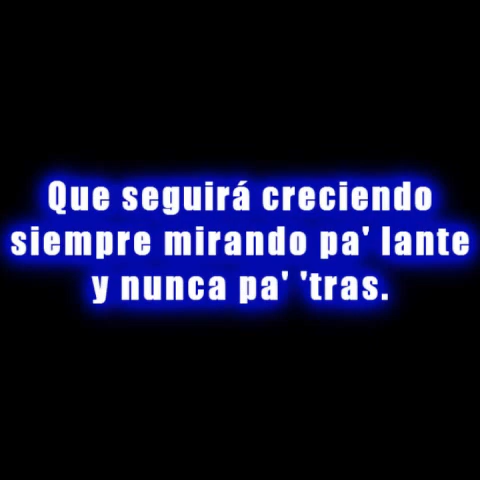 Que seguirá creciendo
siempre mirando pa' lante
y nunca pa' 'tras.